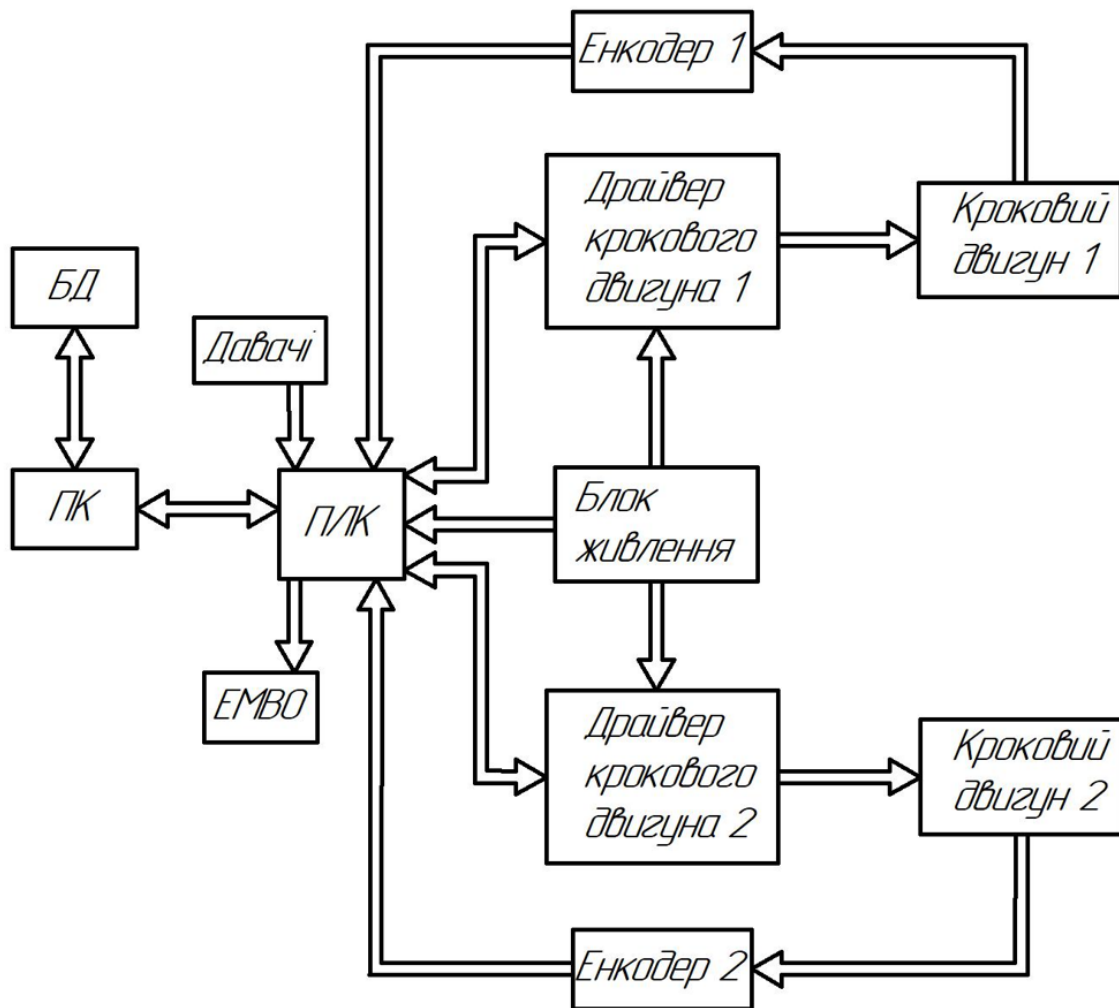 Енкодер 1
Драйвер
крокового
двигуна 1
Кроковий
двигун 1
БД
Давачі
ПК
ПЛК
Блок
живлення
ЕМВО
Драйвер
крокового
двигуна 2
Кроковий
двигун 2
Енкодер 2